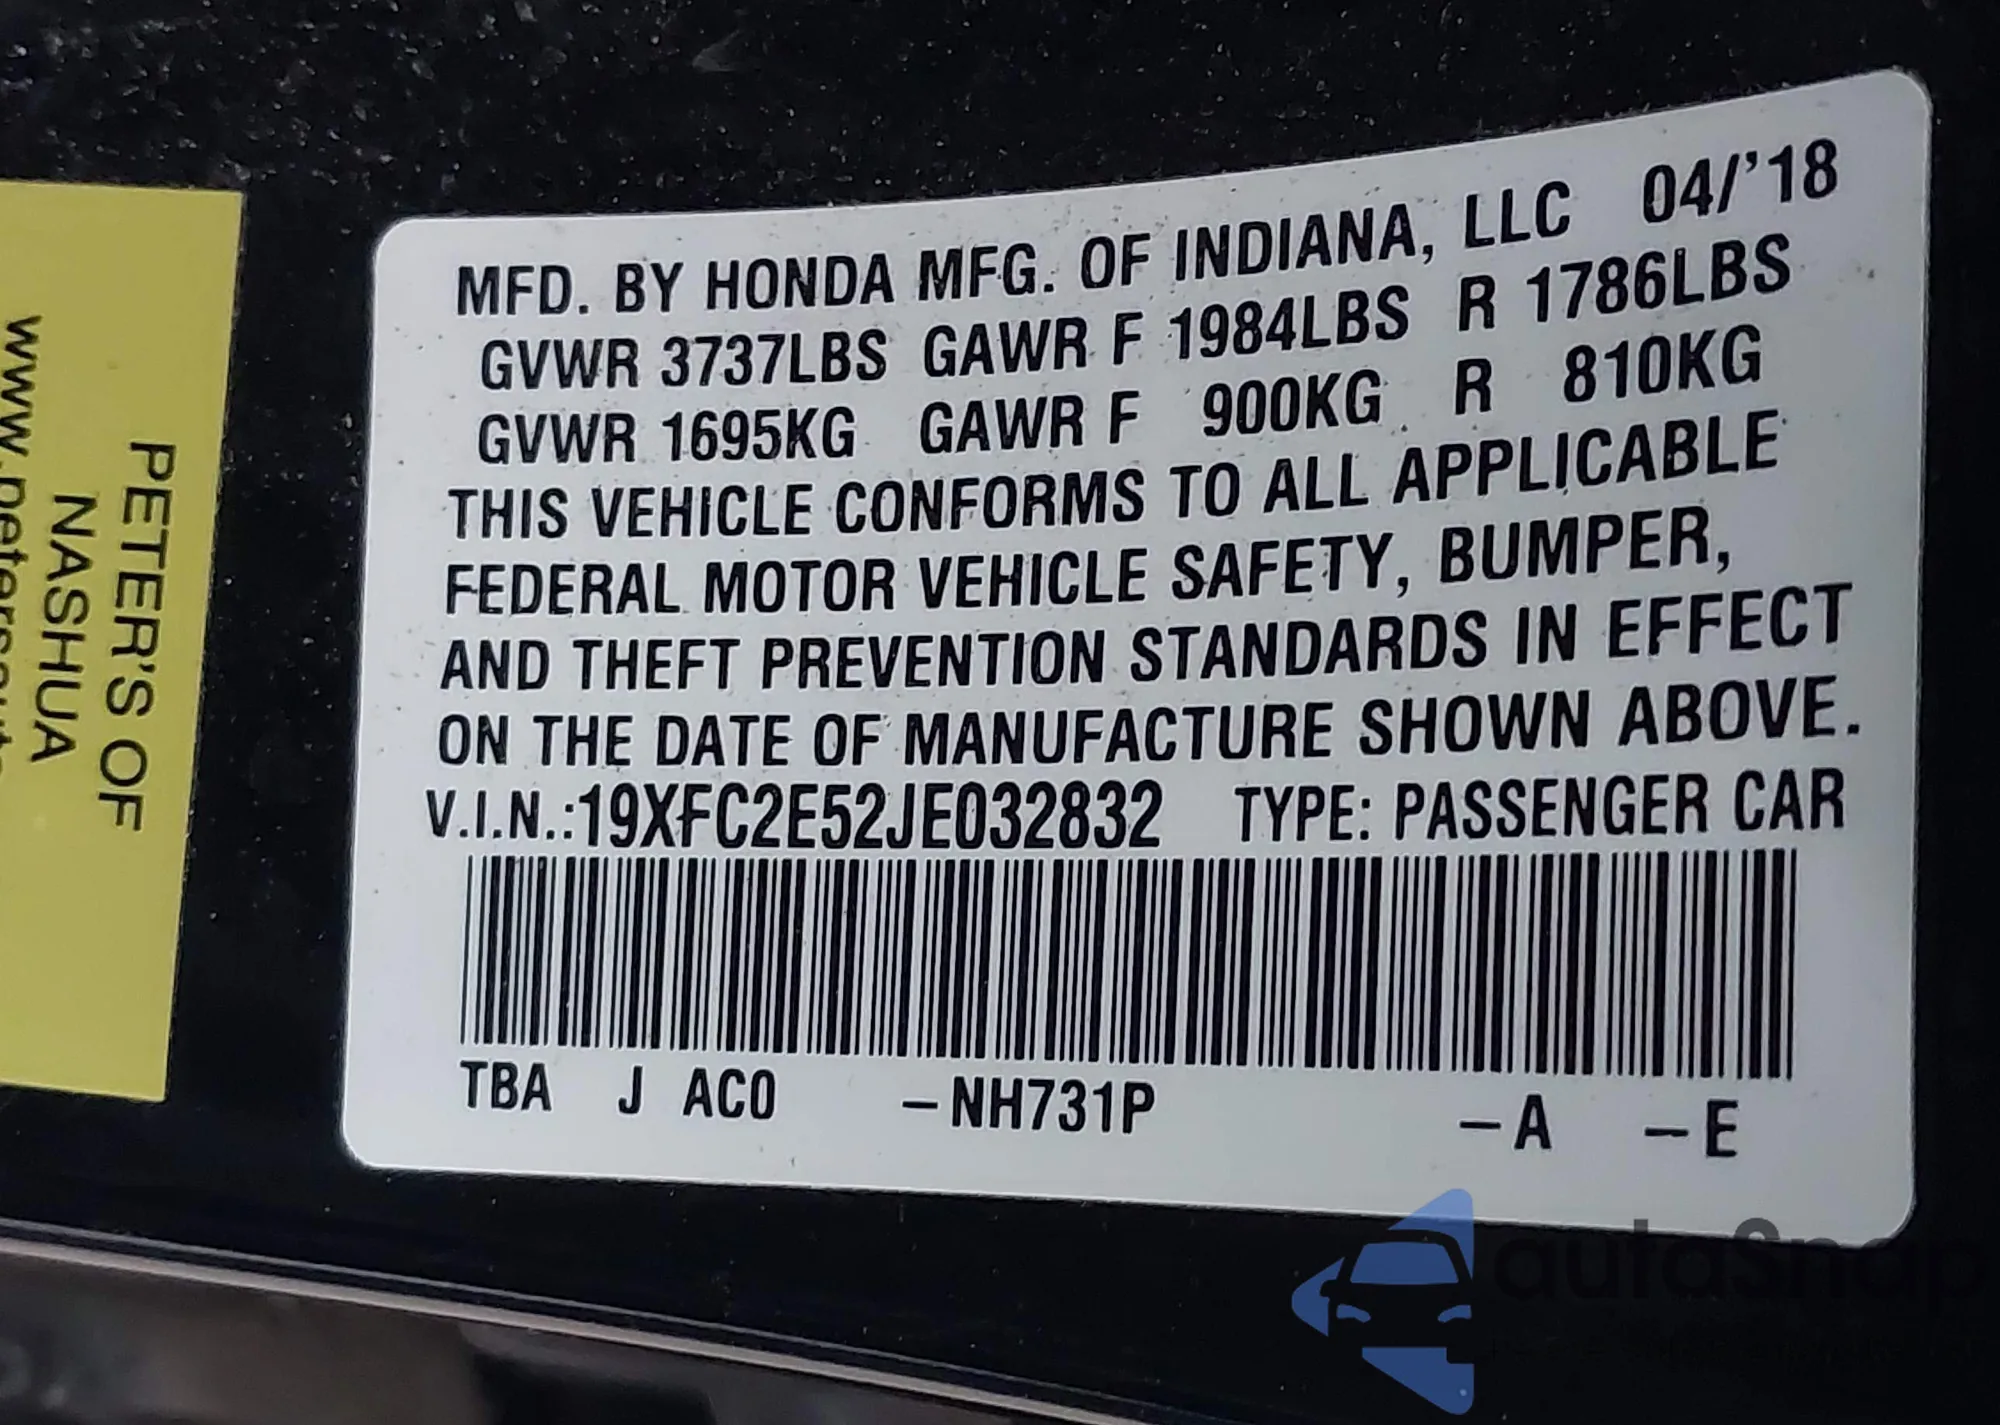 MFD. BY HONDA MFG. OF INDIANA, LLC 04/'18
GVWR 3737LBS GAWR F 1984LBS R 1786LBS
GVWR 1695KG GAWR F 900KG R 810KG
THIS VEHICLE CONFORMS TO ALL APPLICABLE
FEDERAL MOTOR VEHICLE SAFETY, BUMPER,
AND THEFT PREVENTION STANDARDS IN EFFECT
ON THE DATE OF MANUFACTURE SHOWN ABOVE.
V.I.N.:19XFC2E52JE032832 TYPE: PASSENGER CAR
TBA J AC0 -NH731P -A -E
PETER'S OF
NASHUA
autoSnap